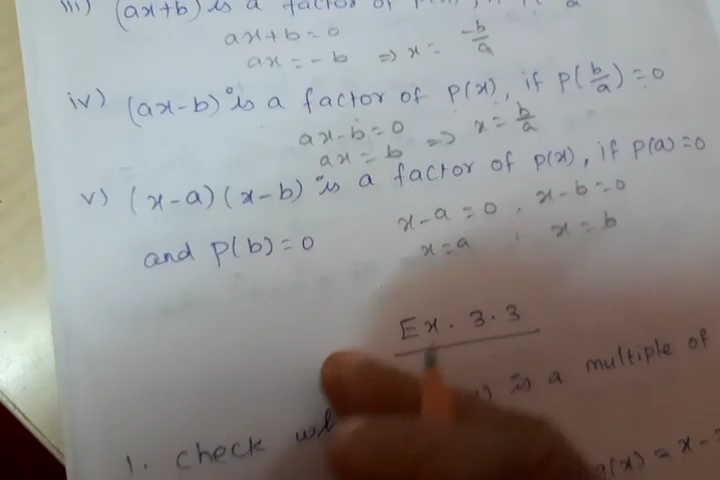 iii) (ax+b) is a factor of
ax+b=0
ax=-b ⇒ x= -b/a
iv) (ax-b) is a factor of p(x), if p(b/a)=0
ax-b=0
ax=b ⇒ x=b/a
v) (x-a)(x-b) is a factor of p(x), if p(a)=0
and p(b)=0
x-a=0, x-b=0
x=a, x=b
Ex. 3.3
1. Check is a multiple of
(x)=x-